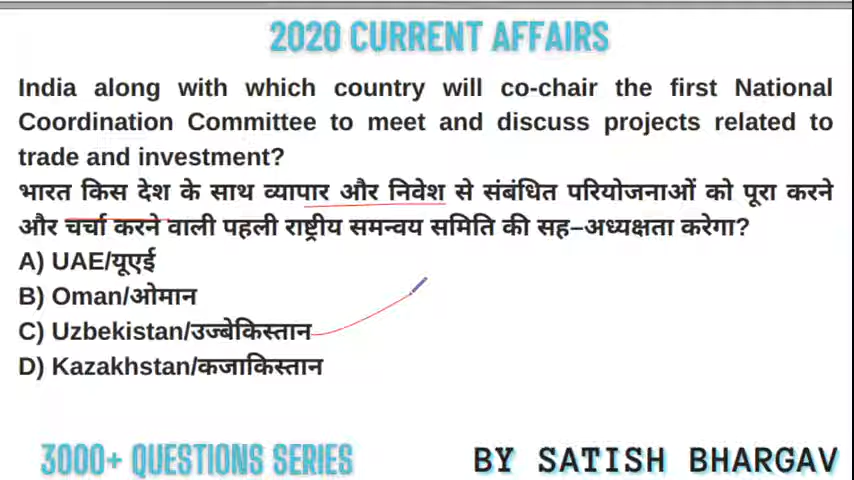 2020 CURRENT AFFAIRS
India along with which country will co-chair the first National
Coordination Committee to meet and discuss projects related to
trade and investment?
भारत किस देश के साथ व्यापार और निवेश से संबंधित परियोजनाओं को पूरा करने
और चर्चा करने वाली पहली राष्ट्रीय समन्वय समिति की सह–अध्यक्षता करेगा?
A) UAE/यूएई
B) Oman/ओमान
C) Uzbekistan/उज्बेकिस्तान
D) Kazakhstan/कजाकिस्तान
3000+ QUESTIONS SERIES
BY SATISH BHARGAV